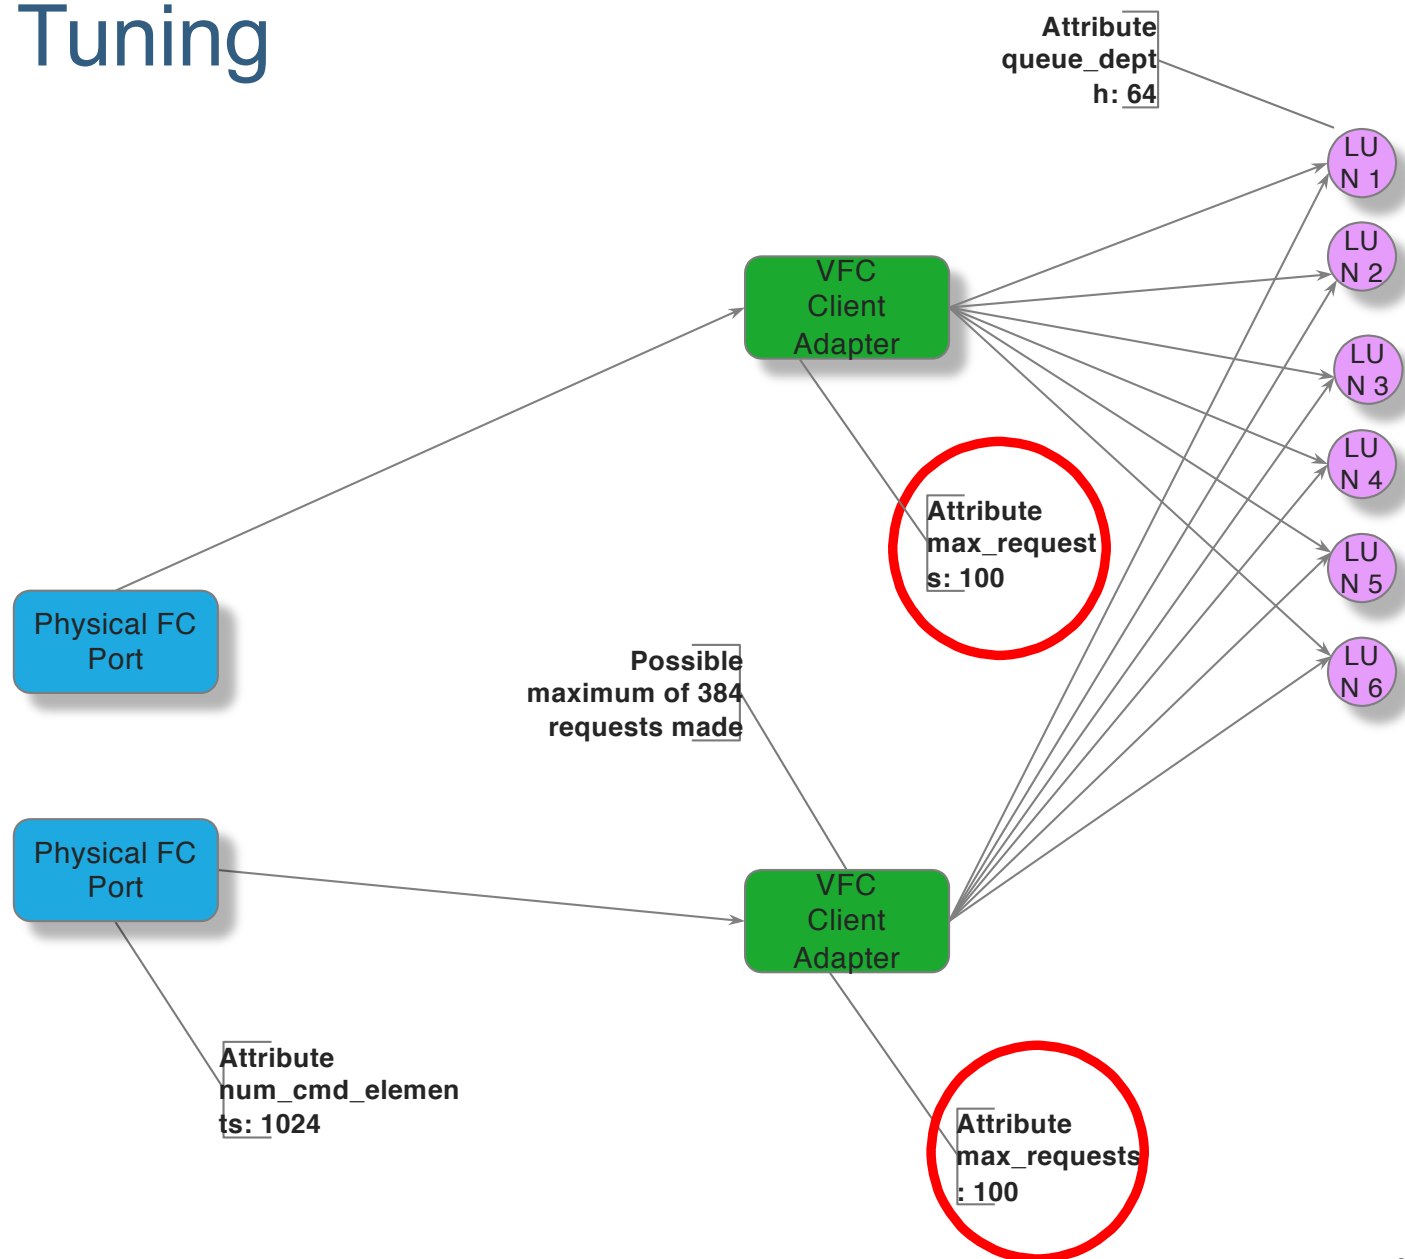 Tuning
Attribute
queue_dept
h: 64
LU
N 1
LU
N 2
VFC
Client
Adapter
LU
N 3
LU
N 4
Attribute
max_request
s: 100
LU
N 5
Physical FC
Port
LU
N 6
Possible
maximum of 384
requests made
Physical FC
Port
VFC
Client
Adapter
Attribute
num_cmd_elemen
ts: 1024
Attribute
max_requests
: 100